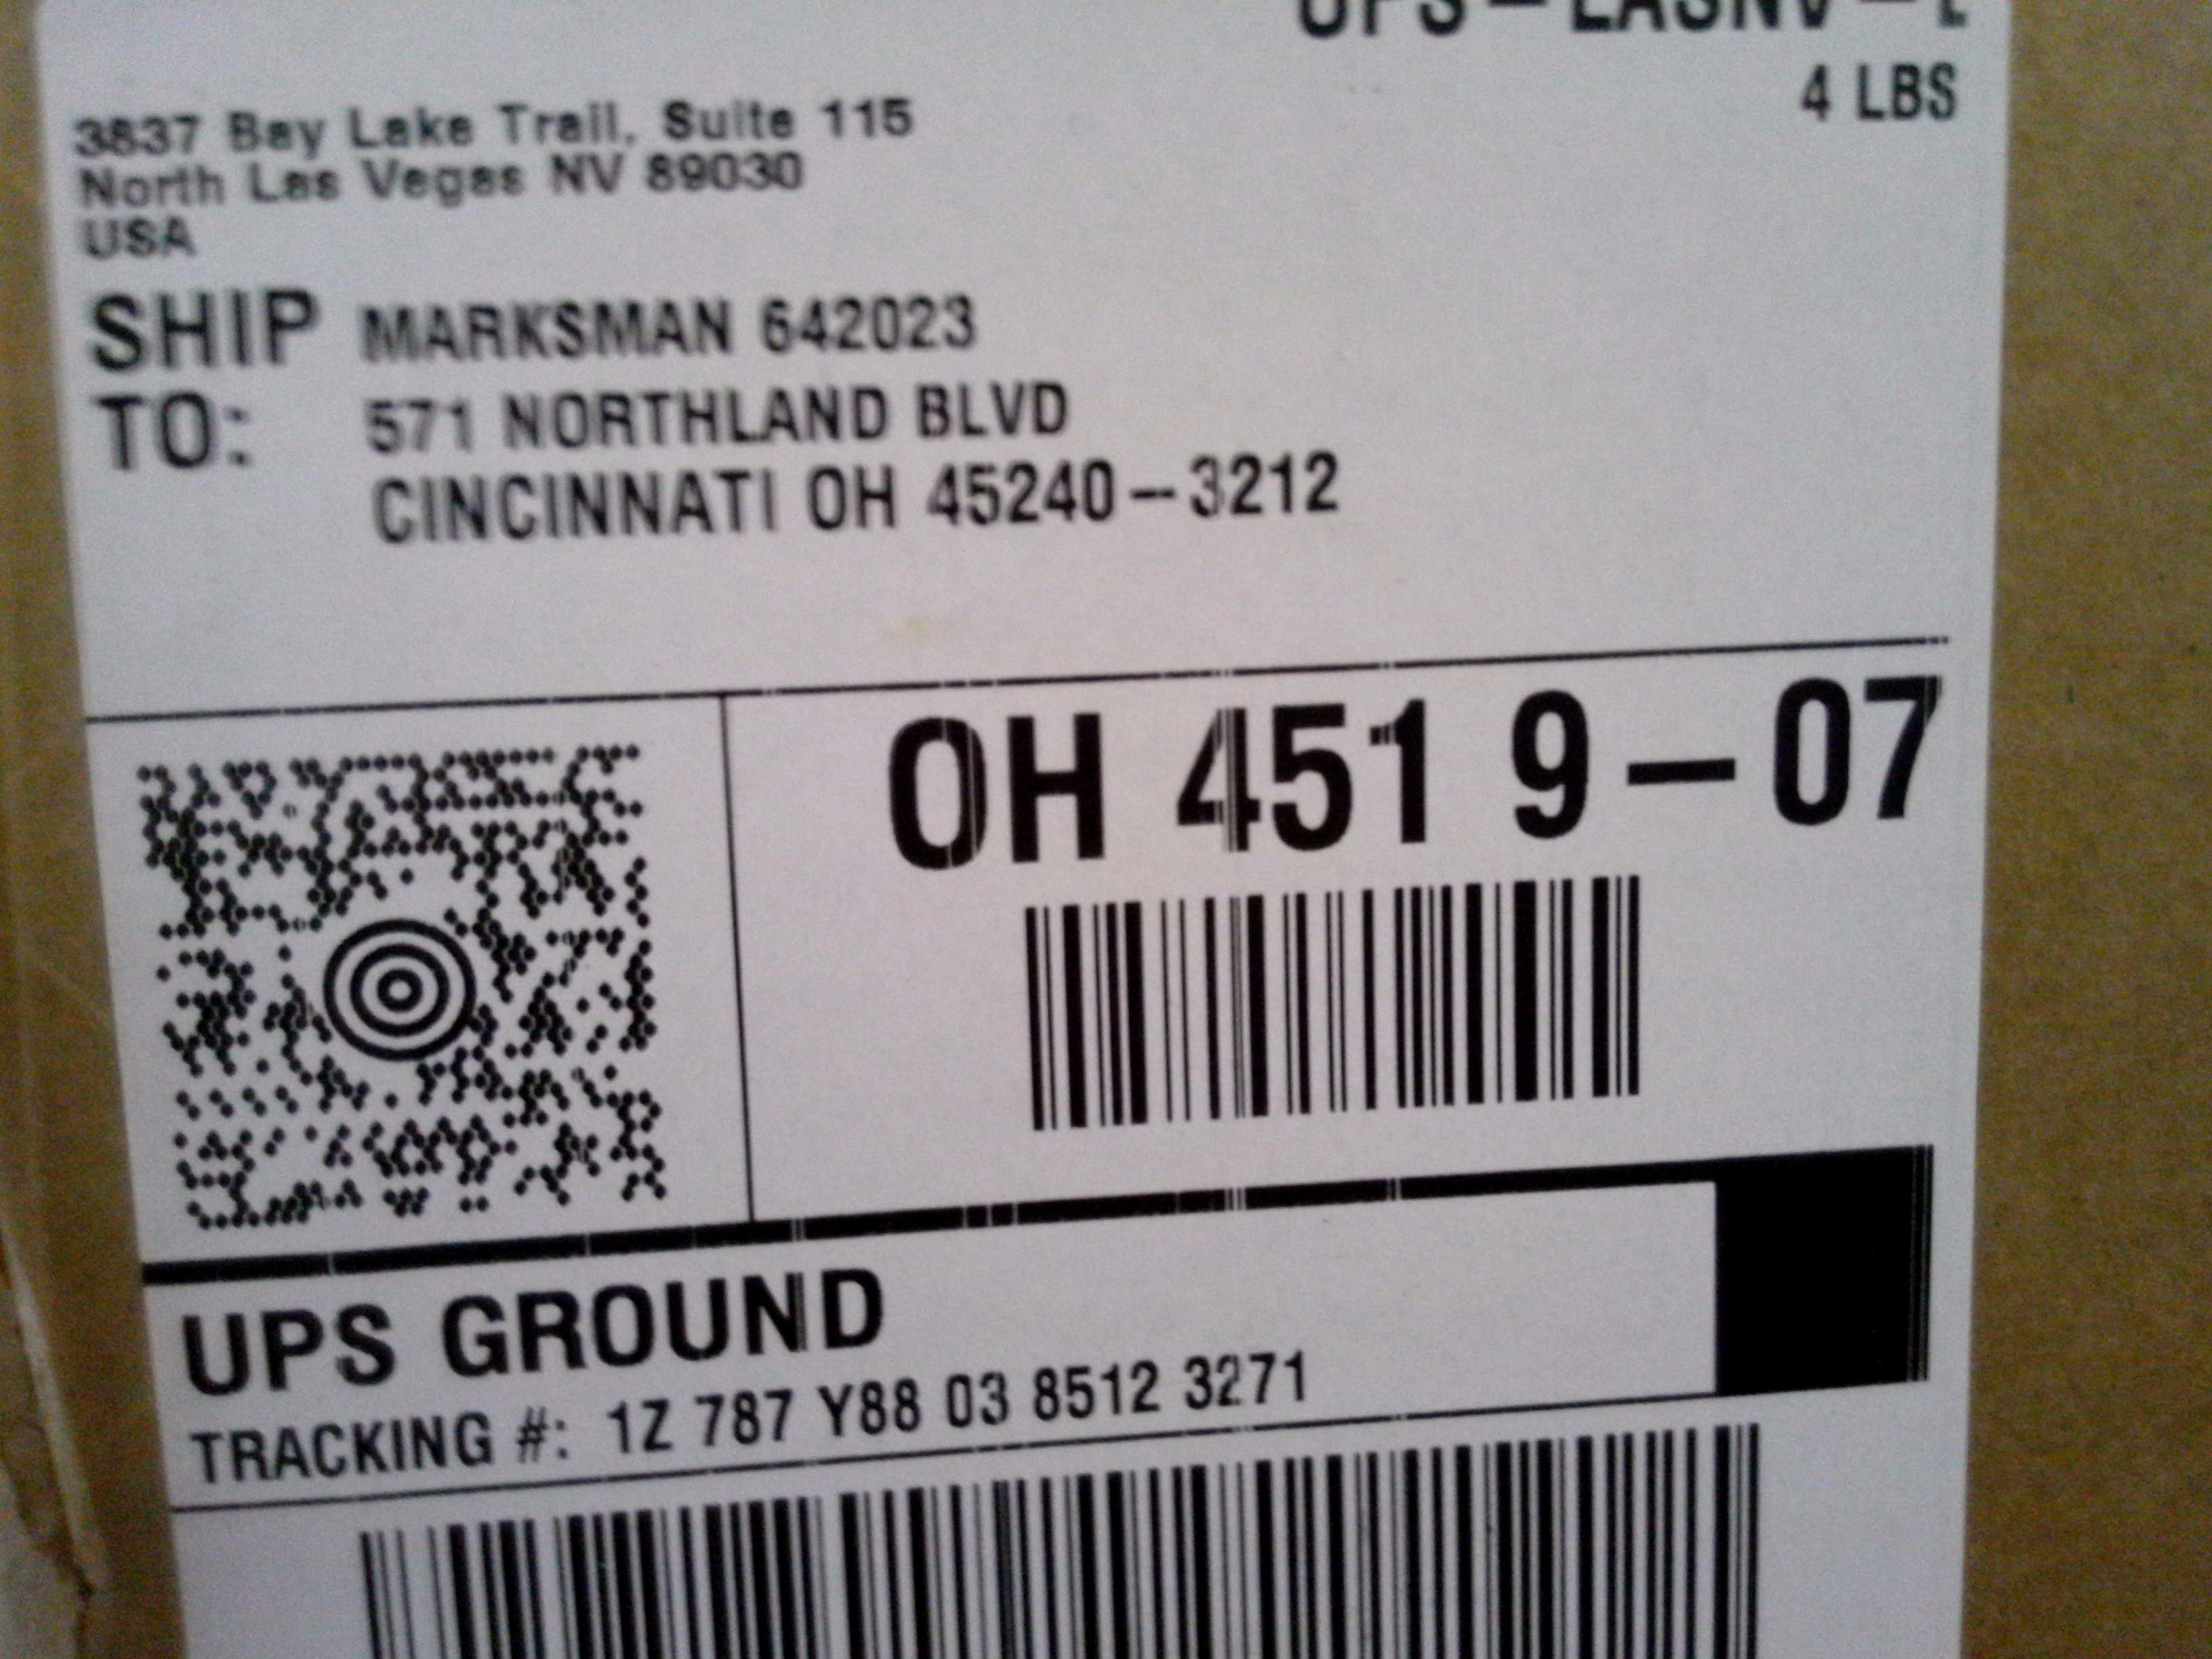 UPS - LASNV - L
4 LBS
3837 Bay Lake Trail, Suite 115
North Las Vegas NV 89030
USA
SHIP TO: MARKSMAN 642023
571 NORTHLAND BLVD
CINCINNATI OH 45240-3212
OH 451 9-07
UPS GROUND
TRACKING #: 1Z 787 Y88 03 8512 3271